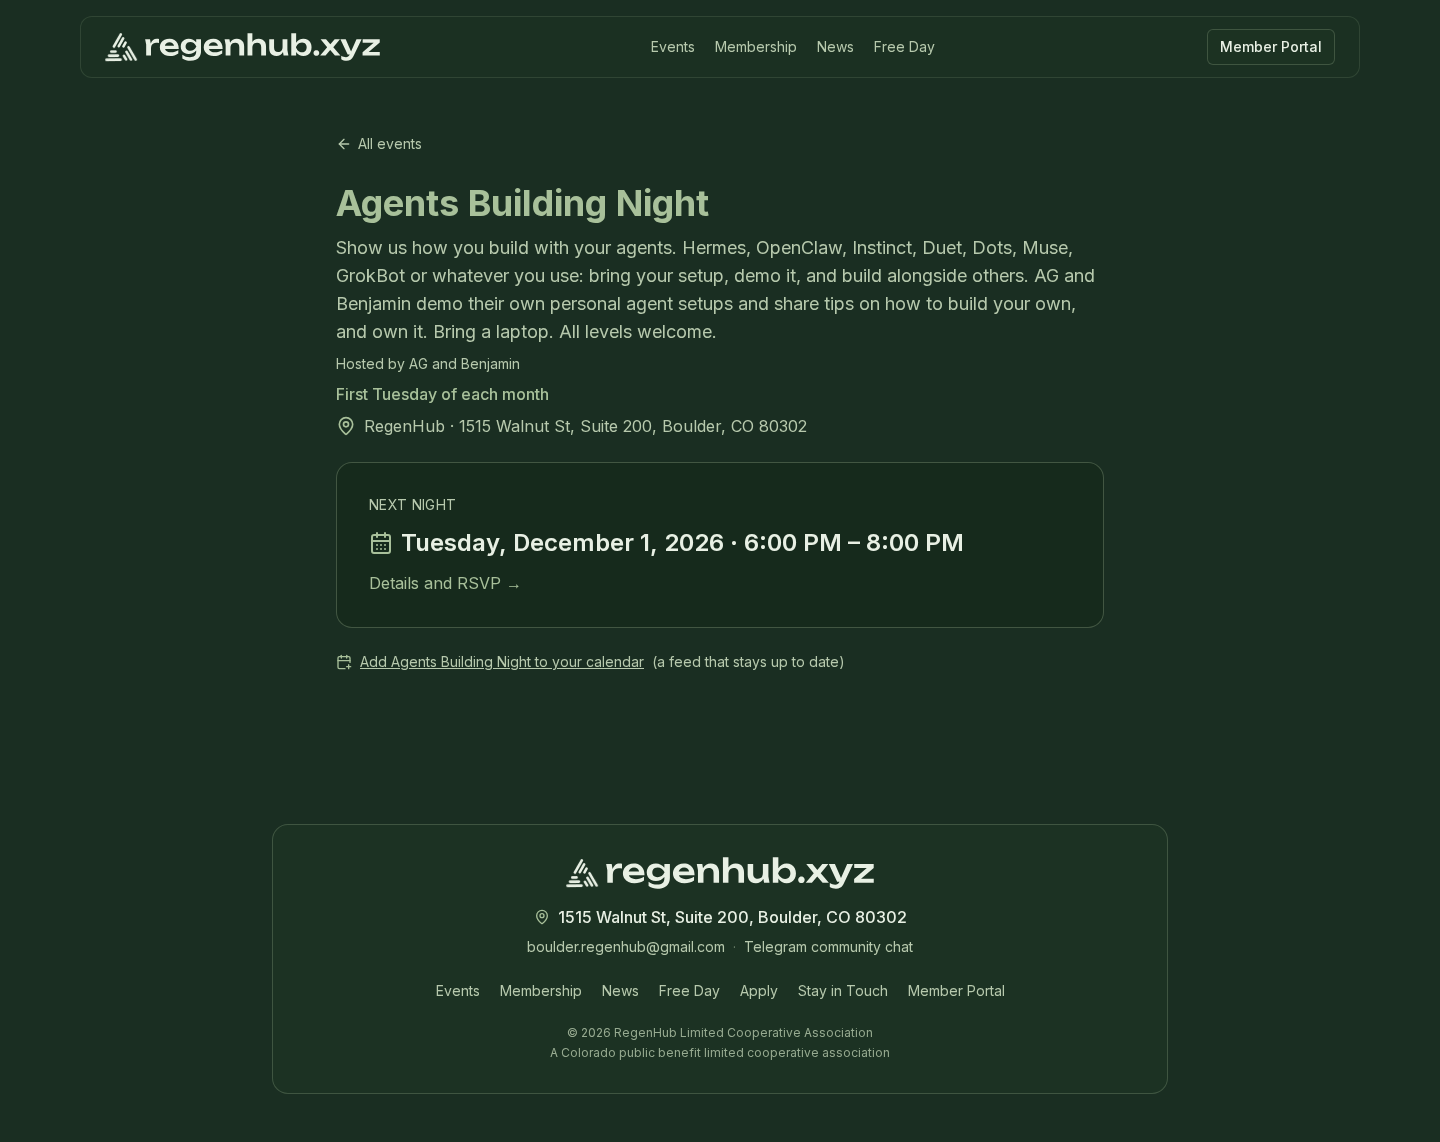 regenhub.xyz
Events
Membership
News
Free Day
Member Portal
All events
Agents Building Night
Show us how you build with your agents. Hermes, OpenClaw, Instinct, Duet, Dots, Muse,
GrokBot or whatever you use: bring your setup, demo it, and build alongside others. AG and
Benjamin demo their own personal agent setups and share tips on how to build your own,
and own it. Bring a laptop. All levels welcome.
Hosted by AG and Benjamin
First Tuesday of each month
RegenHub · 1515 Walnut St, Suite 200, Boulder, CO 80302
NEXT NIGHT
Tuesday, December 1, 2026 · 6:00 PM – 8:00 PM
Details and RSVP →
Add Agents Building Night to your calendar (a feed that stays up to date)
regenhub.xyz
1515 Walnut St, Suite 200, Boulder, CO 80302
boulder.regenhub@gmail.com · Telegram community chat
Events Membership News Free Day Apply Stay in Touch Member Portal
© 2026 RegenHub Limited Cooperative Association
A Colorado public benefit limited cooperative association